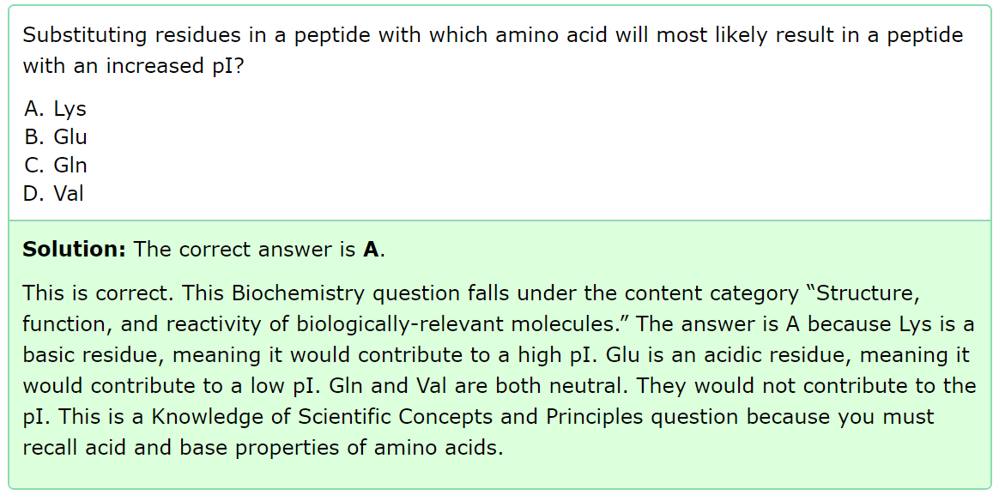 Substituting residues in a peptide with which amino acid will most likely result in a peptide
with an increased pI?
A. Lys
B. Glu
C. Gln
D. Val
Solution: The correct answer is A.
This is correct. This Biochemistry question falls under the content category “Structure,
function, and reactivity of biologically-relevant molecules.” The answer is A because Lys is a
basic residue, meaning it would contribute to a high pI. Glu is an acidic residue, meaning it
would contribute to a low pI. Gln and Val are both neutral. They would not contribute to the
pI. This is a Knowledge of Scientific Concepts and Principles question because you must
recall acid and base properties of amino acids.